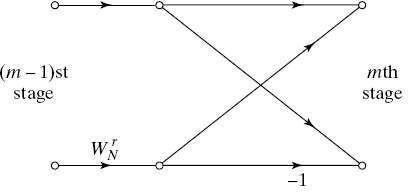 (m – 1)st
stage
mth
stage
W_N^r
–1